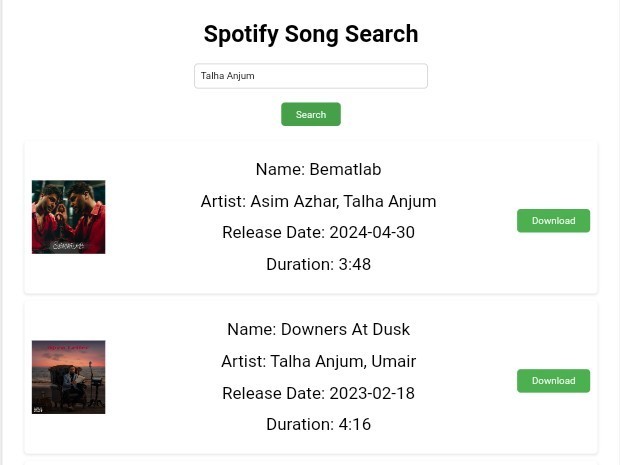 Spotify Song Search
Talha Anjum
Search
Name: Bematlab
Artist: Asim Azhar, Talha Anjum
Release Date: 2024-04-30
Duration: 3:48
Download
Name: Downers At Dusk
Artist: Talha Anjum, Umair
Release Date: 2023-02-18
Duration: 4:16
Download